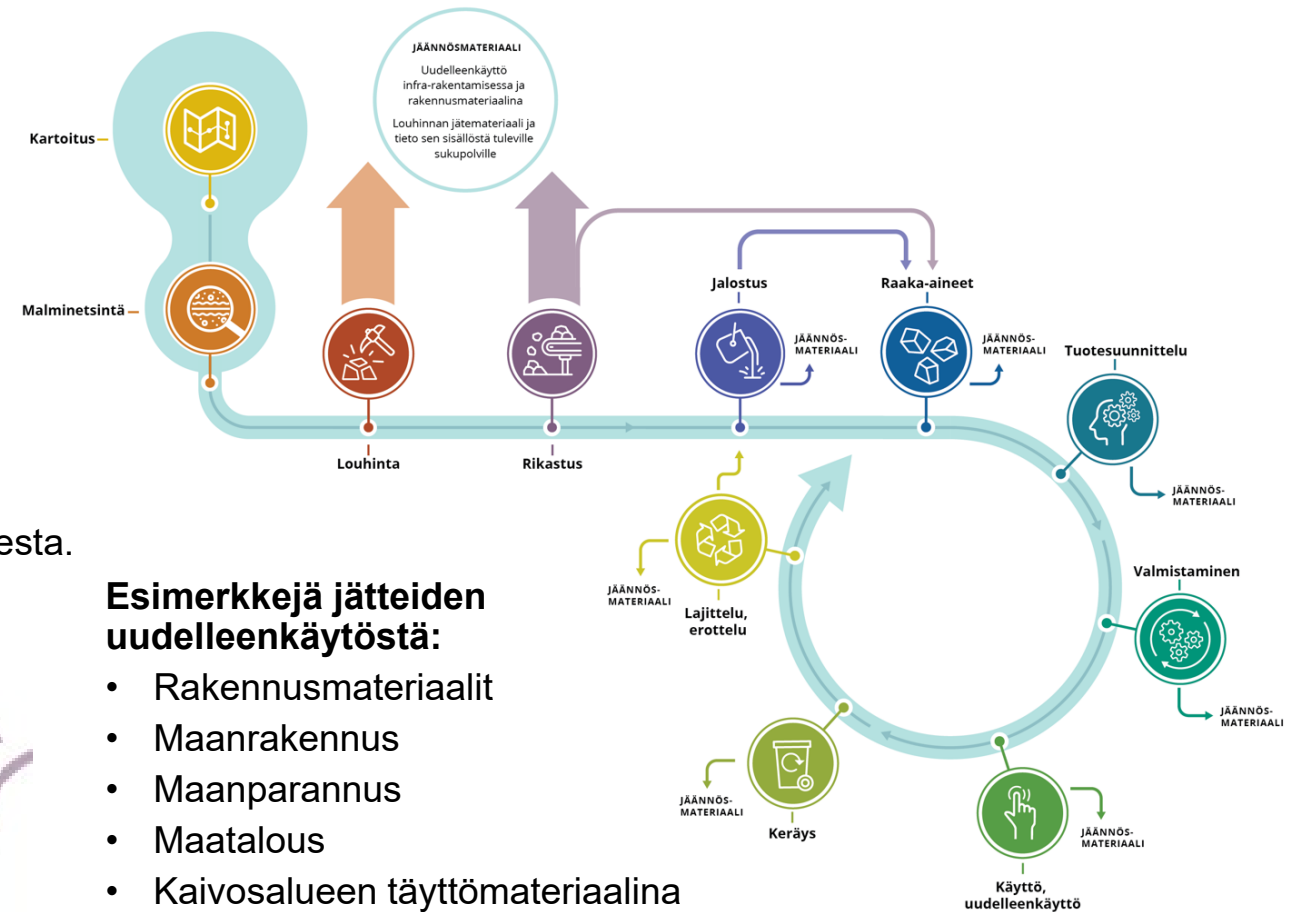 JÄÄNNÖSMATERIAALI
Uudelleenkäyttö
infra-rakentamisessa ja
rakennusmateriaalina
Louhinnan jätemateriaali ja
tieto sen sisällöstä tuleville
sukupolville
Kartoitus
Malminetsintä
Louhinta
Rikastus
Jalostus
JÄÄNNÖS-
MATERIAALI
Raaka-aineet
JÄÄNNÖS-
MATERIAALI
Tuotesuunnittelu
JÄÄNNÖS-
MATERIAALI
Valmistaminen
JÄÄNNÖS-
MATERIAALI
Käyttö,
uudelleenkäyttö
JÄÄNNÖS-
MATERIAALI
Keräys
JÄÄNNÖS-
MATERIAALI
Lajittelu,
erottelu
JÄÄNNÖS-
MATERIAALI
esta.
Esimerkkejä jätteiden
uudelleenkäytöstä:
• Rakennusmateriaalit
• Maanrakennus
• Maanparannus
• Maatalous
• Kaivosalueen täyttömateriaalina